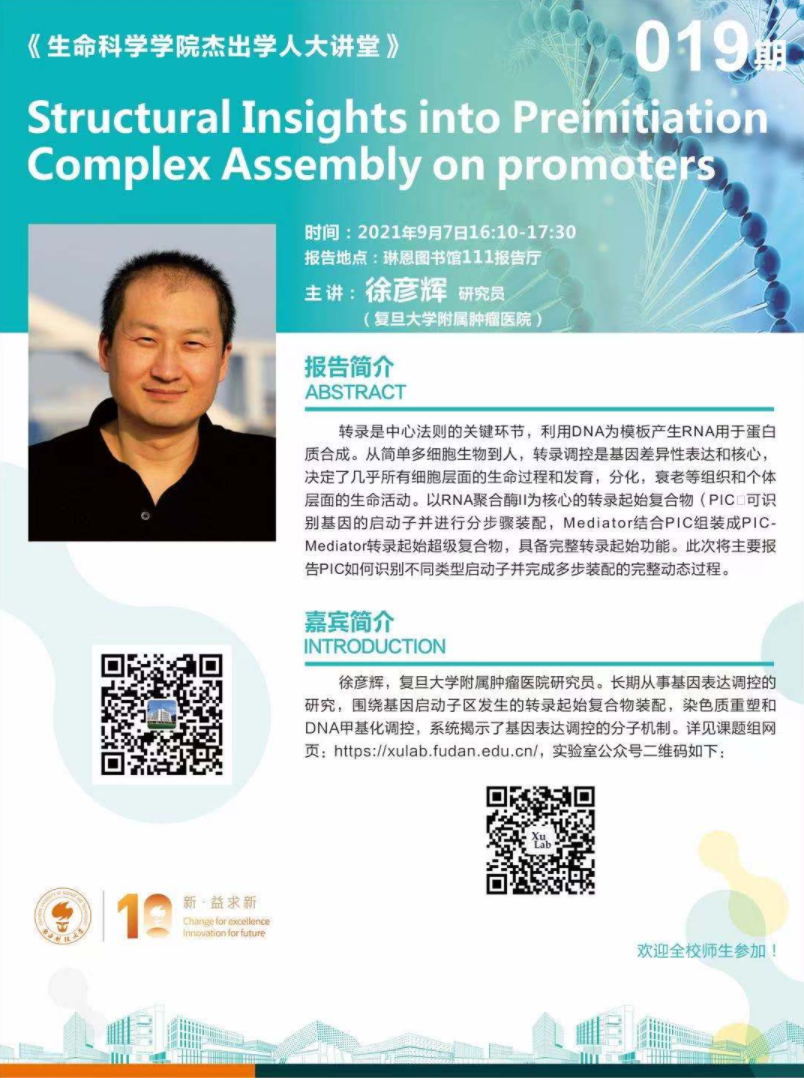 《生命科学学院杰出学人大讲堂》
019期
Structural Insights into Preinitiation
Complex Assembly on promoters
时间：2021年9月7日16:10-17:30
报告地点：琳恩图书馆111报告厅
主讲：徐彦辉 研究员
（复旦大学附属肿瘤医院）
报告简介
ABSTRACT
转录是中心法则的关键环节，利用DNA为模板产生RNA用于蛋白
质合成。从简单多细胞生物到人，转录调控是基因差异性表达和核心，
决定了几乎所有细胞层面的生命过程和发育，分化，衰老等组织和个体
层面的生命活动。以RNA聚合酶II为核心的转录起始复合物（PIC□可识
别基因的启动子并进行分步骤装配，Mediator结合PIC组装成PIC-
Mediator转录起始超级复合物，具备完整转录起始功能。此次将主要报
告PIC如何识别不同类型启动子并完成多步装配的完整动态过程。
嘉宾简介
INTRODUCTION
徐彦辉，复旦大学附属肿瘤医院研究员。长期从事基因表达调控的
研究，围绕基因启动子区发生的转录起始复合物装配，染色质重塑和
DNA甲基化调控，系统揭示了基因表达调控的分子机制。详见课题组网
页：https://xulab.fudan.edu.cn/，实验室公众号二维码如下：
Xu
Lab
10
新·益求新
Change for excellence
Innovation for future
欢迎全校师生参加！